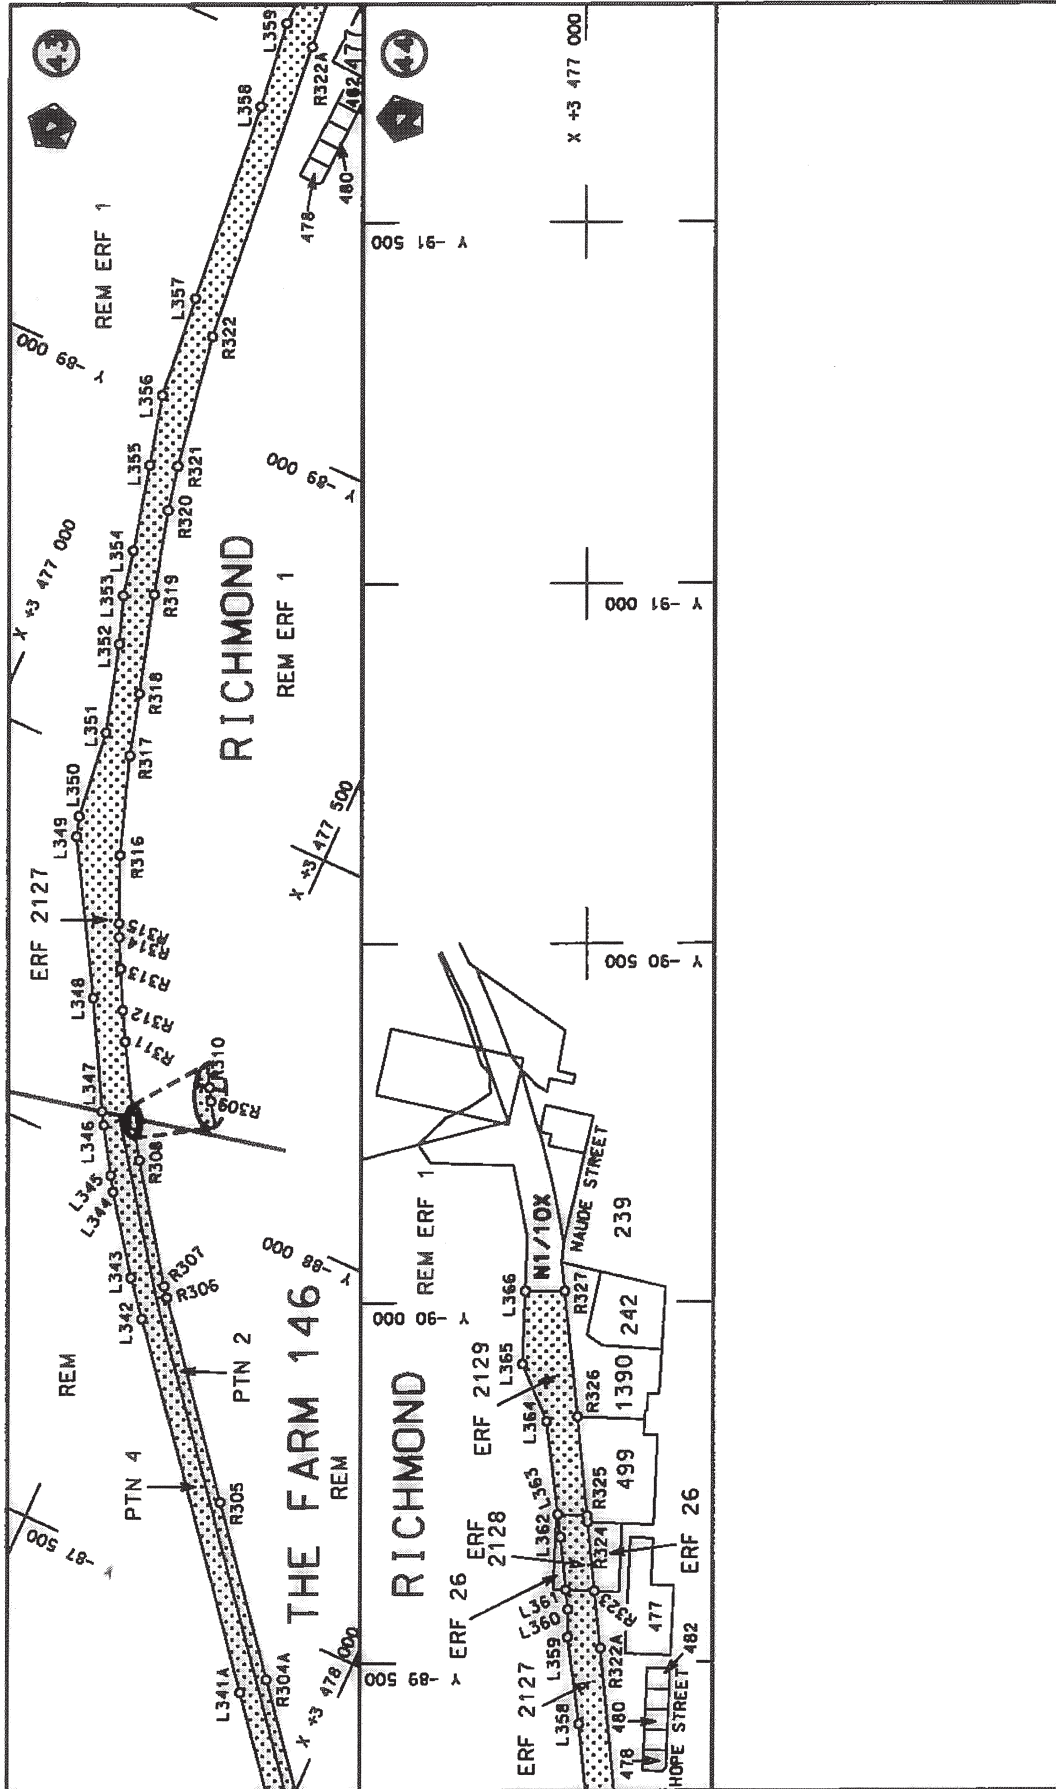 43
L341A
R304A
X +3 478 000
THE FARM 146
REM
PTN 4
PTN 2
REM
Y -87 500
R305
L342
L343
R306
R307
Y -88 000
L344
L345
L346
L347
R308
R309
R310
R311
R312
R313
R314
R315
L348
ERF 2127
L349
L350
R316
X +3 477 500
L351
R317
R318
RICHMOND
REM ERF 1
L352
L353
L354
X +3 477 000
R319
R320
R321
L355
L356
Y -89 000
Y -89 000
L357
R322
REM ERF 1
L358
L359
R322A
478
480
462
477
44
L358
L359
L360
L361
L362
L363
L364
L365
L366
ERF 2127
ERF 26
ERF
2128
ERF 2129
RICHMOND
REM ERF 1
Y -89 500
Y -90 000
Y -90 500
Y -91 000
Y -91 500
X +3 477 000
N1/10X
MAUDE STREET
239
242
1390
499
ERF 26
477
482
480
478
HOPE STREET
R322A
R323
R324
R325
R326
R327